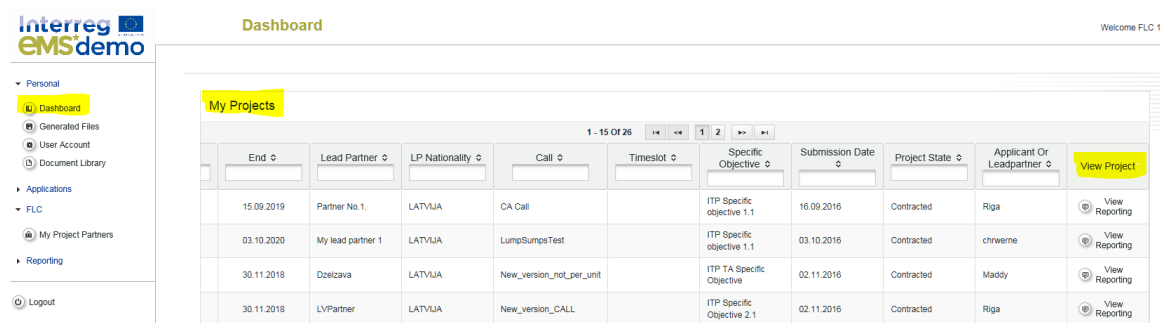 Interreg
eMS demo
Dashboard
Welcome FLC 1
Personal
Dashboard
Generated Files
User Account
Document Library
Applications
FLC
My Project Partners
Reporting
Logout
My Projects
1 - 15 Of 26 1 2
End Lead Partner LP Nationality Call Timeslot Specific Objective Submission Date Project State Applicant Or Leadpartner View Project
15.09.2019 Partner No.1. LATVIJA CA Call ITP Specific objective 1.1 16.09.2016 Contracted Riga View Reporting
03.10.2020 My lead partner 1 LATVIJA LumpSumpsTest ITP Specific objective 1.1 03.10.2016 Contracted chrwerne View Reporting
30.11.2018 Dzelzava LATVIJA New_version_not_per_unit ITP TA Specific Objective 02.11.2016 Contracted Maddy View Reporting
30.11.2018 LVPartner LATVIJA New_version_CALL ITP Specific Objective 2.1 02.11.2016 Contracted Riga View Reporting